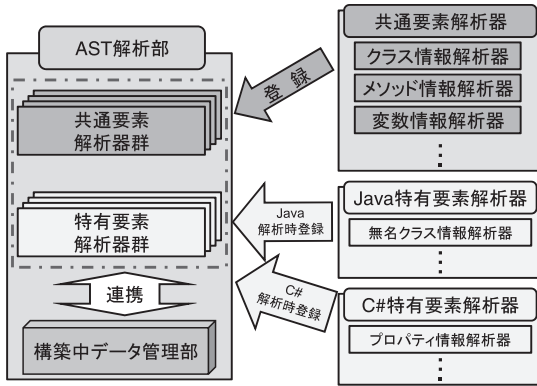 AST解析部
共通要素
解析器群
特有要素
解析器群
連携
構築中データ管理部
登録
Java
解析時登録
C#
解析時登録
共通要素解析器
クラス情報解析器
メソッド情報解析器
変数情報解析器
⋮
Java特有要素解析器
無名クラス情報解析器
⋮
C#特有要素解析器
プロパティ情報解析器
⋮